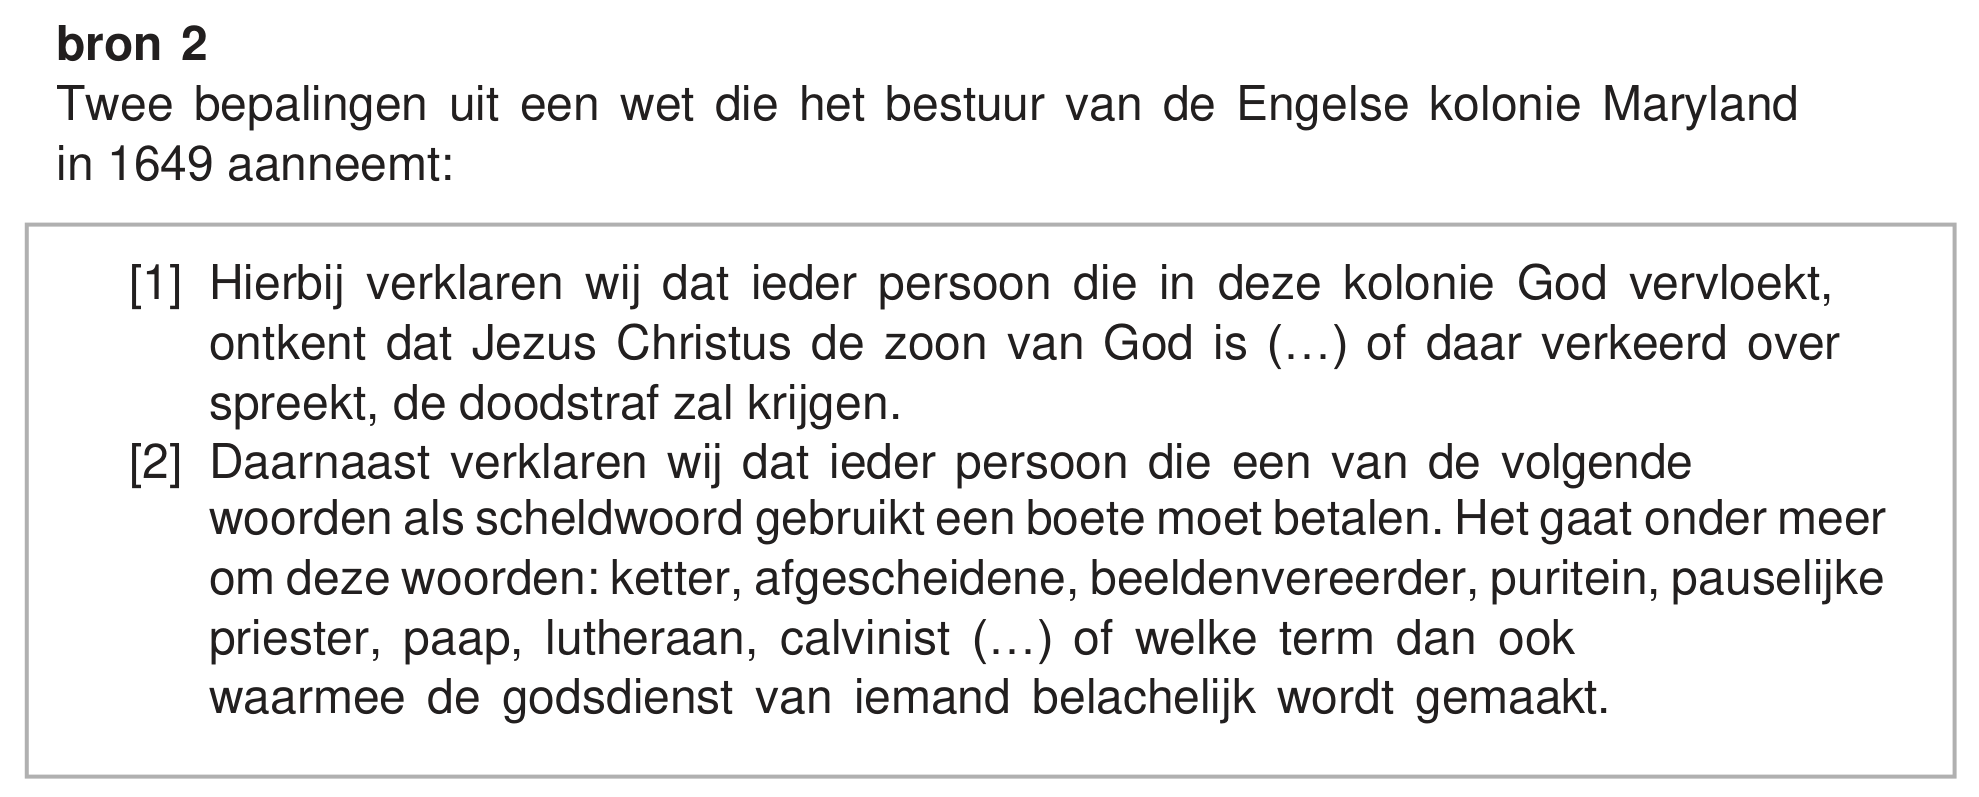 bron 2
Twee bepalingen uit een wet die het bestuur van de Engelse kolonie Maryland
in 1649 aanneemt:
[1] Hierbij verklaren wij dat ieder persoon die in deze kolonie God vervloekt,
ontkent dat Jezus Christus de zoon van God is (…) of daar verkeerd over
spreekt, de doodstraf zal krijgen.
[2] Daarnaast verklaren wij dat ieder persoon die een van de volgende
woorden als scheldwoord gebruikt een boete moet betalen. Het gaat onder meer
om deze woorden: ketter, afgescheidene, beeldenvereerder, puritein, pauselijke
priester, paap, lutheraan, calvinist (…) of welke term dan ook
waarmee de godsdienst van iemand belachelijk wordt gemaakt.